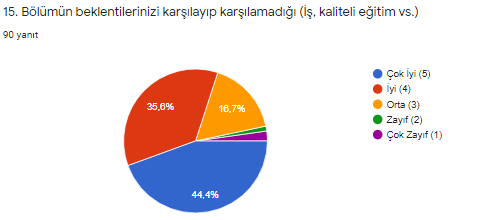 15. Bölümün beklentilerinizi karşılayıp karşılamadığı (İş, kaliteli eğitim vs.)
90 yanıt
Çok İyi (5)
İyi (4)
Orta (3)
Zayıf (2)
Çok Zayıf (1)
35,6%
16,7%
44,4%